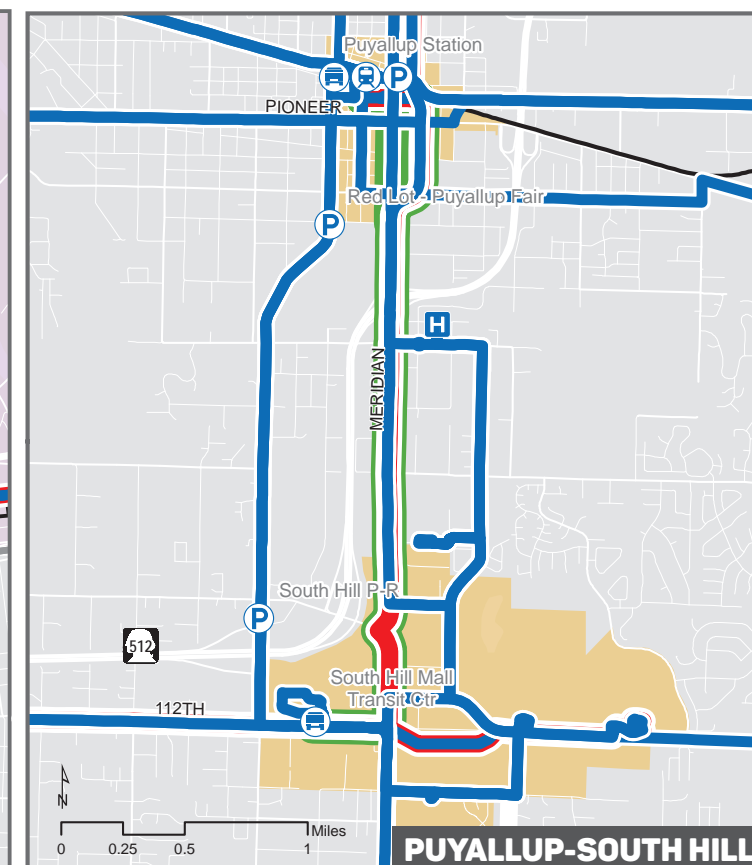 Puyallup Station
P
PIONEER
Red Lot - Puyallup Fair
P
H
MERIDIAN
South Hill P-R
P
512
South Hill Mall
Transit Ctr
112TH
N
Miles
0 0.25 0.5 1
PUYALLUP-SOUTH HILL